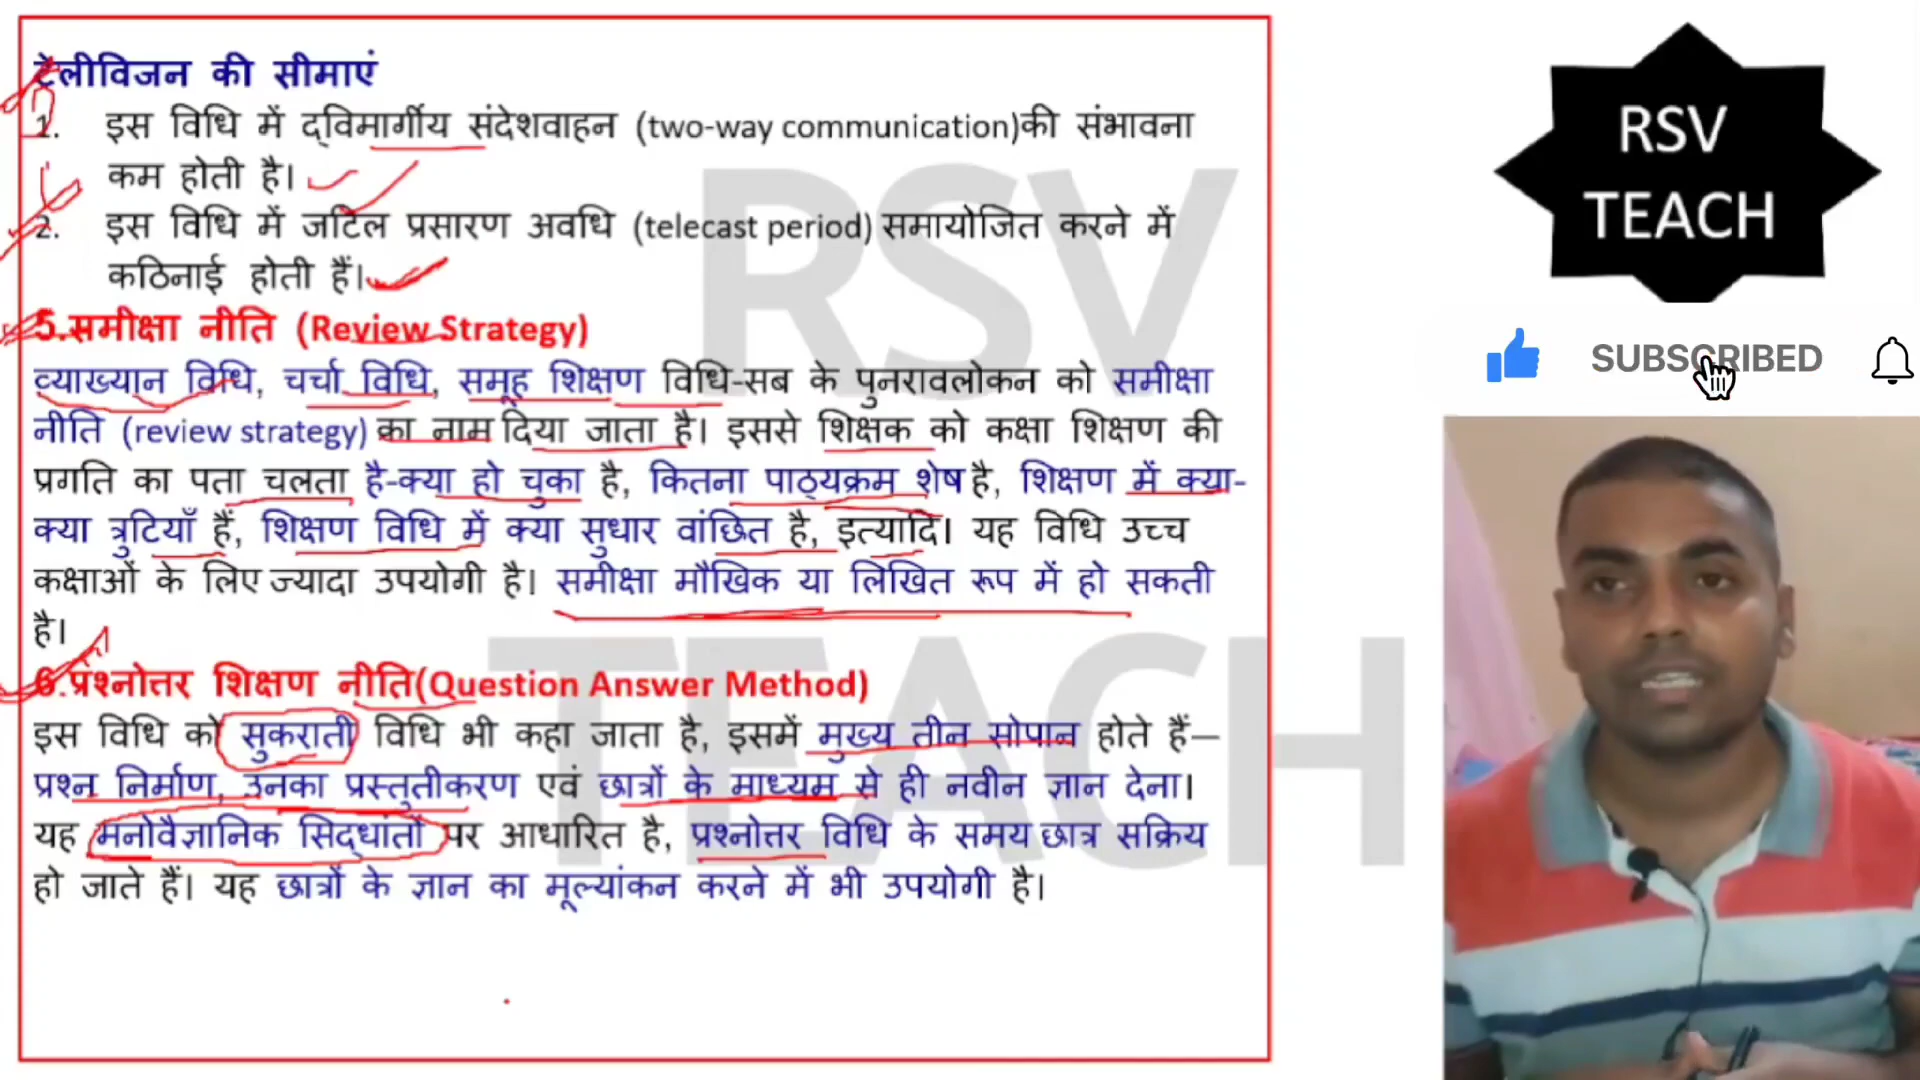 टेलीविजन की सीमाएं
1. इस विधि में द्विमार्गीय संदेशवाहन (two-way communication)की संभावना
कम होती है।
2. इस विधि में जटिल प्रसारण अवधि (telecast period) समायोजित करने में
कठिनाई होती हैं।
5.समीक्षा नीति (Review Strategy)
व्याख्यान विधि, चर्चा विधि, समूह शिक्षण विधि-सब के पुनरावलोकन को समीक्षा
नीति (review strategy) का नाम दिया जाता है। इससे शिक्षक को कक्षा शिक्षण की
प्रगति का पता चलता है-क्या हो चुका है, कितना पाठ्यक्रम शेष है, शिक्षण में क्या-
क्या त्रुटियाँ हैं, शिक्षण विधि में क्या सुधार वांछित है, इत्यादि। यह विधि उच्च
कक्षाओं के लिए ज्यादा उपयोगी है। समीक्षा मौखिक या लिखित रूप में हो सकती
है।
6.प्रश्नोत्तर शिक्षण नीति(Question Answer Method)
इस विधि को सुकराती विधि भी कहा जाता है, इसमें मुख्य तीन सोपान होते हैं–
प्रश्न निर्माण, उनका प्रस्तुतीकरण एवं छात्रों के माध्यम से ही नवीन ज्ञान देना।
यह मनोवैज्ञानिक सिद्धांतों पर आधारित है, प्रश्नोत्तर विधि के समय छात्र सक्रिय
हो जाते हैं। यह छात्रों के ज्ञान का मूल्यांकन करने में भी उपयोगी है।
RSV
TEACH
RSV
TEACH
SUBSCRIBED